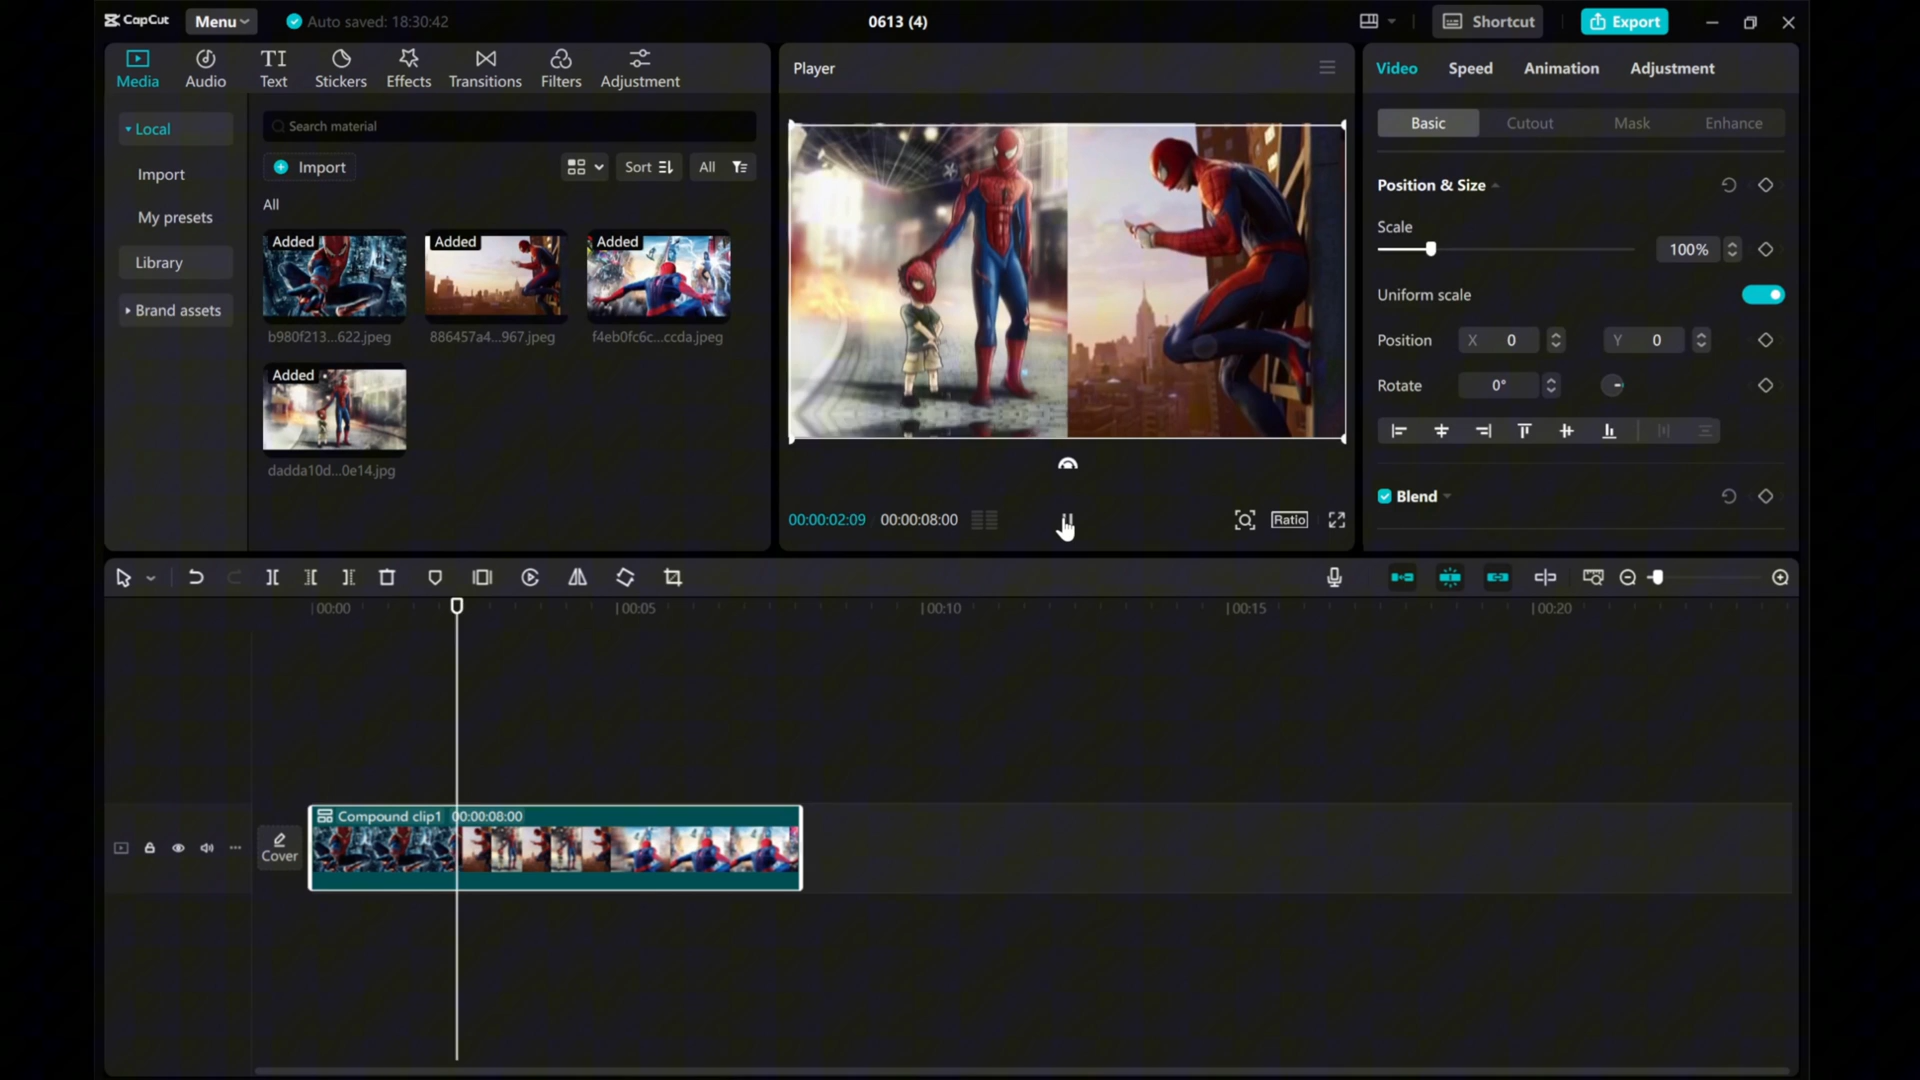 CapCut Menu Auto saved: 18:30:42 0613 (4) Shortcut Export
Media Audio Text Stickers Effects Transitions Filters Adjustment
Player
Video Speed Animation Adjustment
Local
Import
My presets
Library
Brand assets
Search material
Import Sort All
All
Added Added Added
b980f213...622.jpeg 886457a4...967.jpeg f4eb0fc6c...ccda.jpeg
Added
dadda10d...0e14.jpg
00:00:02:09 00:00:08:00 Ratio
Basic Cutout Mask Enhance
Position & Size
Scale
100%
Uniform scale
Position X 0 Y 0
Rotate 0°
Blend
00:00 00:05 00:10 00:15 00:20
Cover
Compound clip1 00:00:08:00